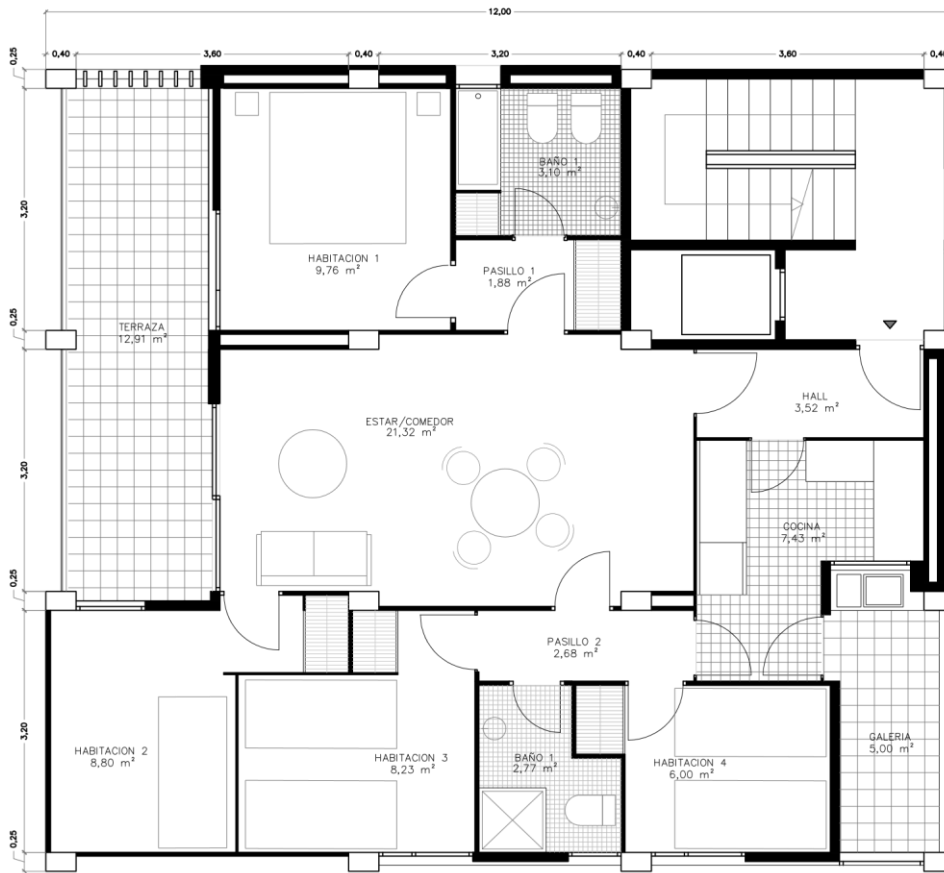 12,00
0,40
3,60
0,40
3,20
0,40
3,60
0,40
0,25
3,20
0,25
3,20
0,25
3,20
0,25
BAÑO 1
3,10 m²
HABITACION 1
9,76 m²
PASILLO 1
1,88 m²
TERRAZA
12,91 m²
HALL
3,52 m²
ESTAR/COMEDOR
21,32 m²
COCINA
7,43 m²
PASILLO 2
2,68 m²
HABITACION 2
8,80 m²
HABITACION 3
8,23 m²
BAÑO 1
2,77 m²
HABITACION 4
6,00 m²
GALERIA
5,00 m²